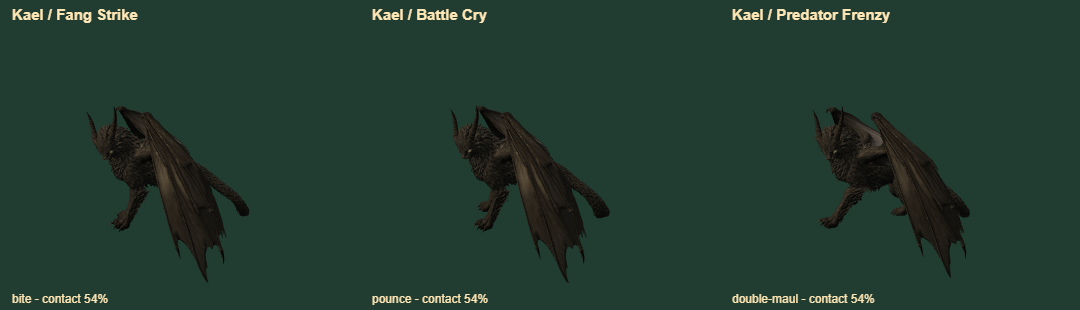 Kael / Fang Strike
Kael / Battle Cry
Kael / Predator Frenzy
bite - contact 54%
pounce - contact 54%
double-maul - contact 54%